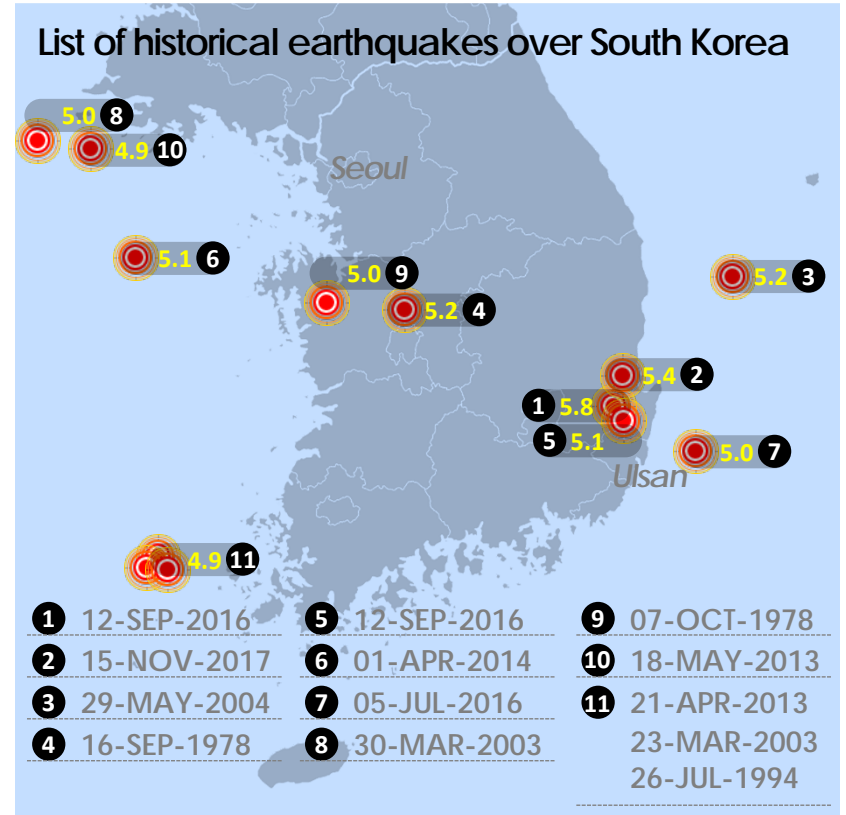 List of historical earthquakes over South Korea
5.0 8
4.9 10
Seoul
5.1 6
5.0 9
5.2 3
5.2 4
5.4 2
1 5.8
5 5.1
5.0 7
Ulsan
4.9 11
1 12-SEP-2016
2 15-NOV-2017
3 29-MAY-2004
4 16-SEP-1978
5 12-SEP-2016
6 01-APR-2014
7 05-JUL-2016
8 30-MAR-2003
9 07-OCT-1978
10 18-MAY-2013
11 21-APR-2013
23-MAR-2003
26-JUL-1994